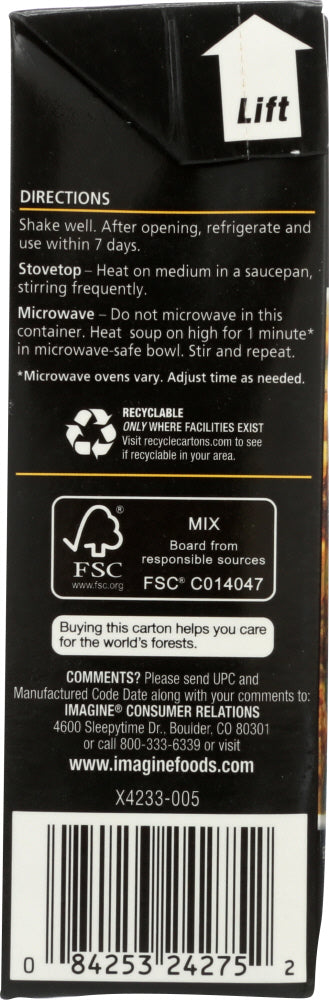 Lift
DIRECTIONS
Shake well. After opening, refrigerate and
use within 7 days.
Stovetop – Heat on medium in a saucepan,
stirring frequently.
Microwave – Do not microwave in this
container. Heat soup on high for 1 minute*
in microwave-safe bowl. Stir and repeat.
*Microwave ovens vary. Adjust time as needed.
RECYCLABLE
ONLY WHERE FACILITIES EXIST
Visit recyclecartons.com to see
if recyclable in your area.
®
FSC
www.fsc.org
MIX
Board from
responsible sources
FSC® C014047
Buying this carton helps you care
for the world's forests.
COMMENTS? Please send UPC and
Manufactured Code Date along with your comments to:
IMAGINE® CONSUMER RELATIONS
4600 Sleepytime Dr., Boulder, CO 80301
or call 800-333-6339 or visit
www.imaginefoods.com
X4233-005
0 84253 24275 2